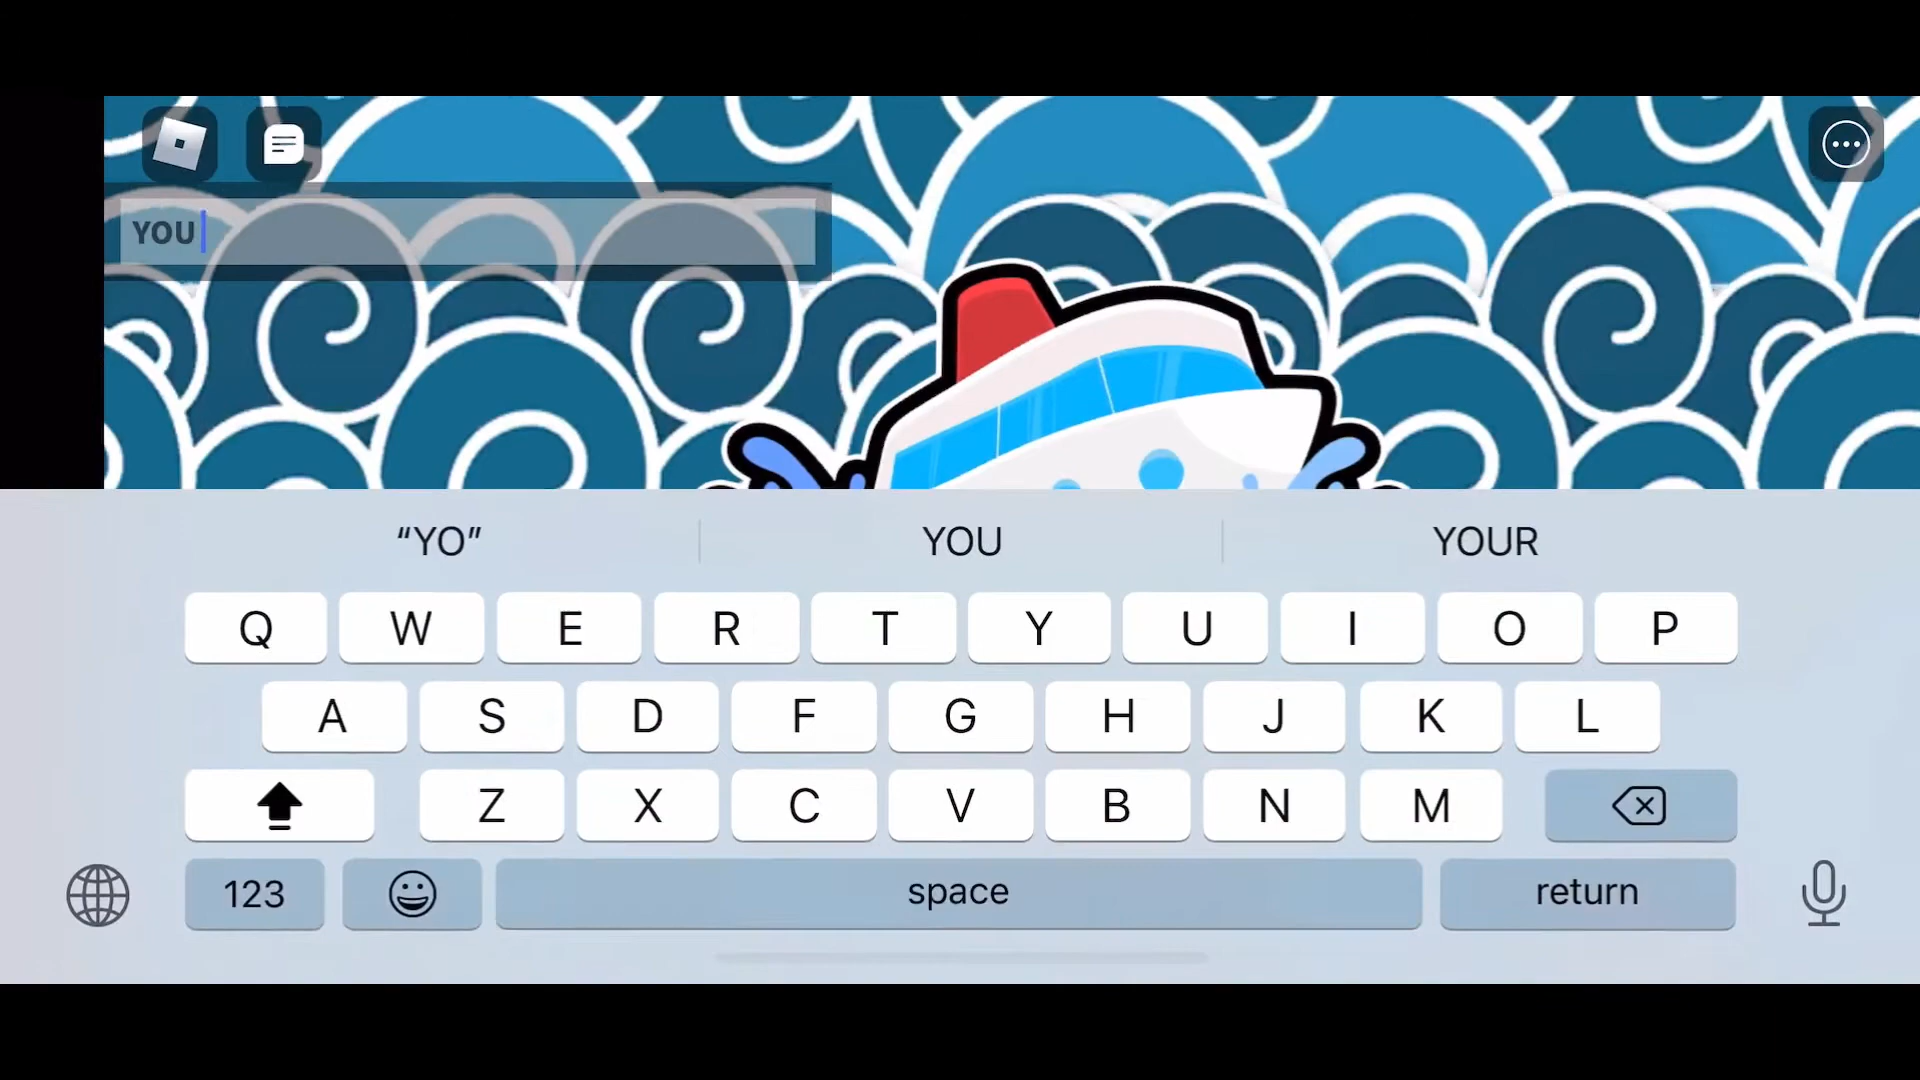 YOU
“YO” YOU YOUR
Q W E R T Y U I O P
A S D F G H J K L
Z X C V B N M
123 space return